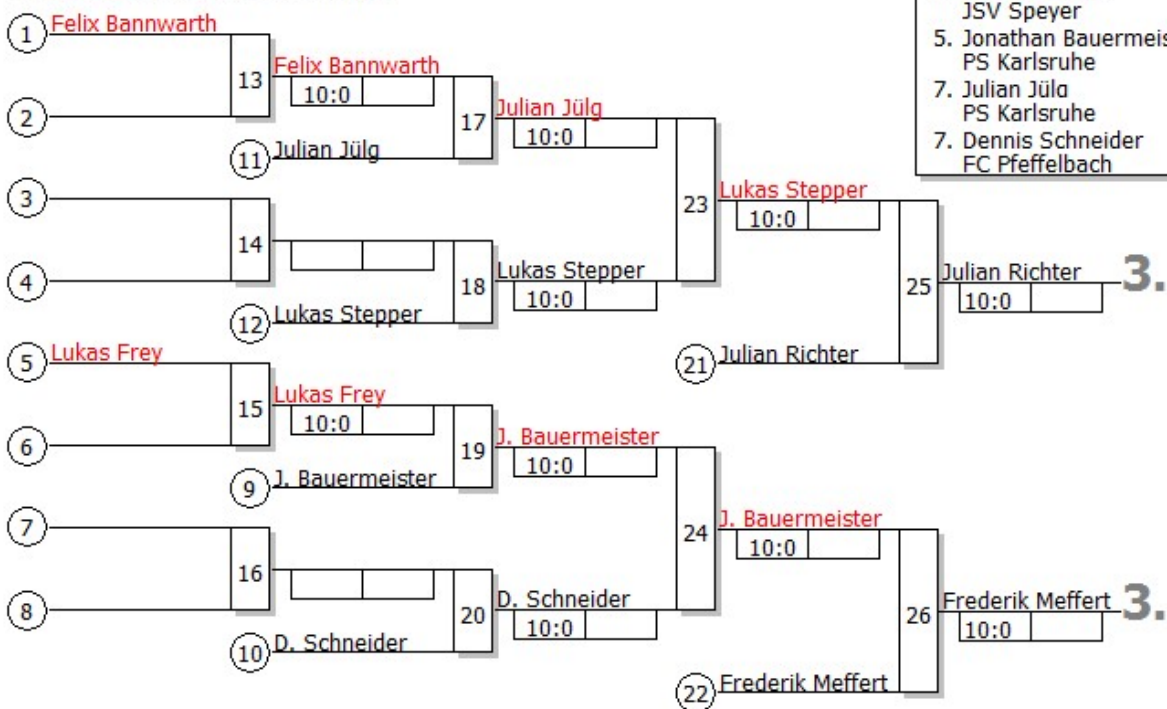 JSV Speyer
5. Jonathan Bauermeis
PS Karlsruhe
7. Julian Jülg
PS Karlsruhe
7. Dennis Schneider
FC Pfeffelbach
1 Felix Bannwarth
13 Felix Bannwarth
10:0
2
17 Julian Jülg
10:0
11 Julian Jülg
3
23 Lukas Stepper
10:0
14
4
18 Lukas Stepper
10:0
25 Julian Richter 3.
10:0
12 Lukas Stepper
5 Lukas Frey
21 Julian Richter
15 Lukas Frey
10:0
6
19 J. Bauermeister
10:0
9 J. Bauermeister
7
24 J. Bauermeister
10:0
16
8
20 D. Schneider
10:0
26 Frederik Meffert 3.
10:0
10 D. Schneider
22 Frederik Meffert